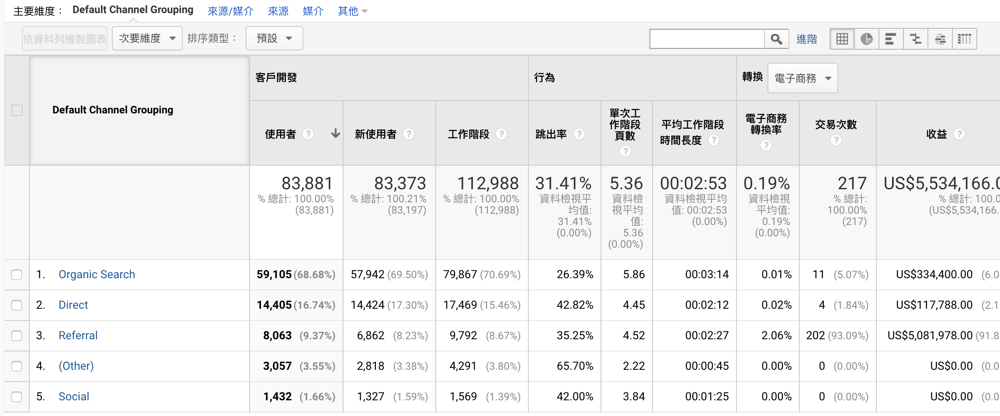 主要維度： Default Channel Grouping 來源/媒介 來源 媒介 其他
依資料列繪製圖表 次要維度 排序類型： 預設 進階
Default Channel Grouping
客戶開發 行為 轉換 電子商務
使用者 ? 新使用者 ? 工作階段 ? 跳出率 ?
單次工
作階段
頁數
?
平均工作階段
時間長度 ?
電子商務
轉換率
?
交易次數
?
收益 ?
83,881
% 總計: 100.00%
(83,881)
83,373
% 總計: 100.21%
(83,197)
112,988
% 總計: 100.00%
(112,988)
31.41%
資料檢視平
均值:
31.41%
(0.00%)
5.36
資料檢
視平均
值:
5.36
(0.00%)
00:02:53
資料檢視平均
值: 00:02:53
(0.00%)
0.19%
資料檢視
平均值:
0.19%
(0.00%)
217
% 總計:
100.00%
(217)
US$5,534,166.0
% 總計: 100.0
(US$5,534,166.
1. Organic Search 59,105 (68.68%) 57,942 (69.50%) 79,867 (70.69%) 26.39% 5.86 00:03:14 0.01% 11 (5.07%) US$334,400.00 (6.0
2. Direct 14,405 (16.74%) 14,424 (17.30%) 17,469 (15.46%) 42.82% 4.45 00:02:12 0.02% 4 (1.84%) US$117,788.00 (2.1
3. Referral 8,063 (9.37%) 6,862 (8.23%) 9,792 (8.67%) 35.25% 4.52 00:02:27 2.06% 202 (93.09%) US$5,081,978.00 (91.8
4. (Other) 3,057 (3.55%) 2,818 (3.38%) 4,291 (3.80%) 65.70% 2.22 00:00:45 0.00% 0 (0.00%) US$0.00 (0.0
5. Social 1,432 (1.66%) 1,327 (1.59%) 1,569 (1.39%) 42.00% 3.84 00:01:25 0.00% 0 (0.00%) US$0.00 (0.0